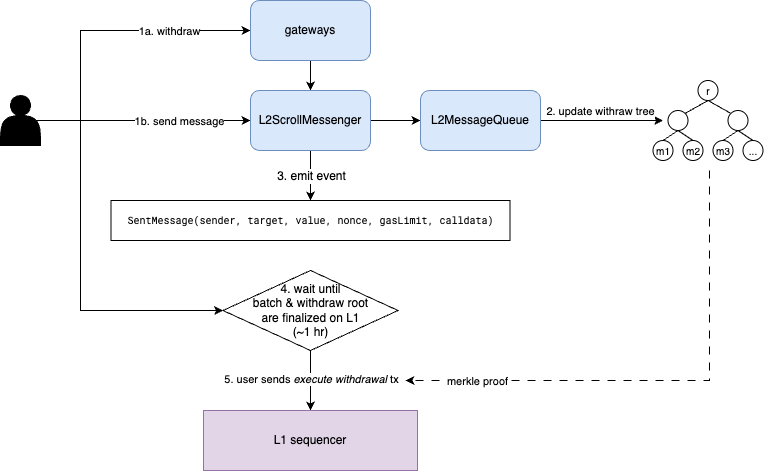 1a. withdraw
gateways
1b. send message
L2ScrollMessenger
L2MessageQueue
2. update withraw tree
r
m1
m2
m3
...
3. emit event
SentMessage(sender, target, value, nonce, gasLimit, calldata)
4. wait until
batch & withdraw root
are finalized on L1
(~1 hr)
5. user sends execute withdrawal tx
merkle proof
L1 sequencer